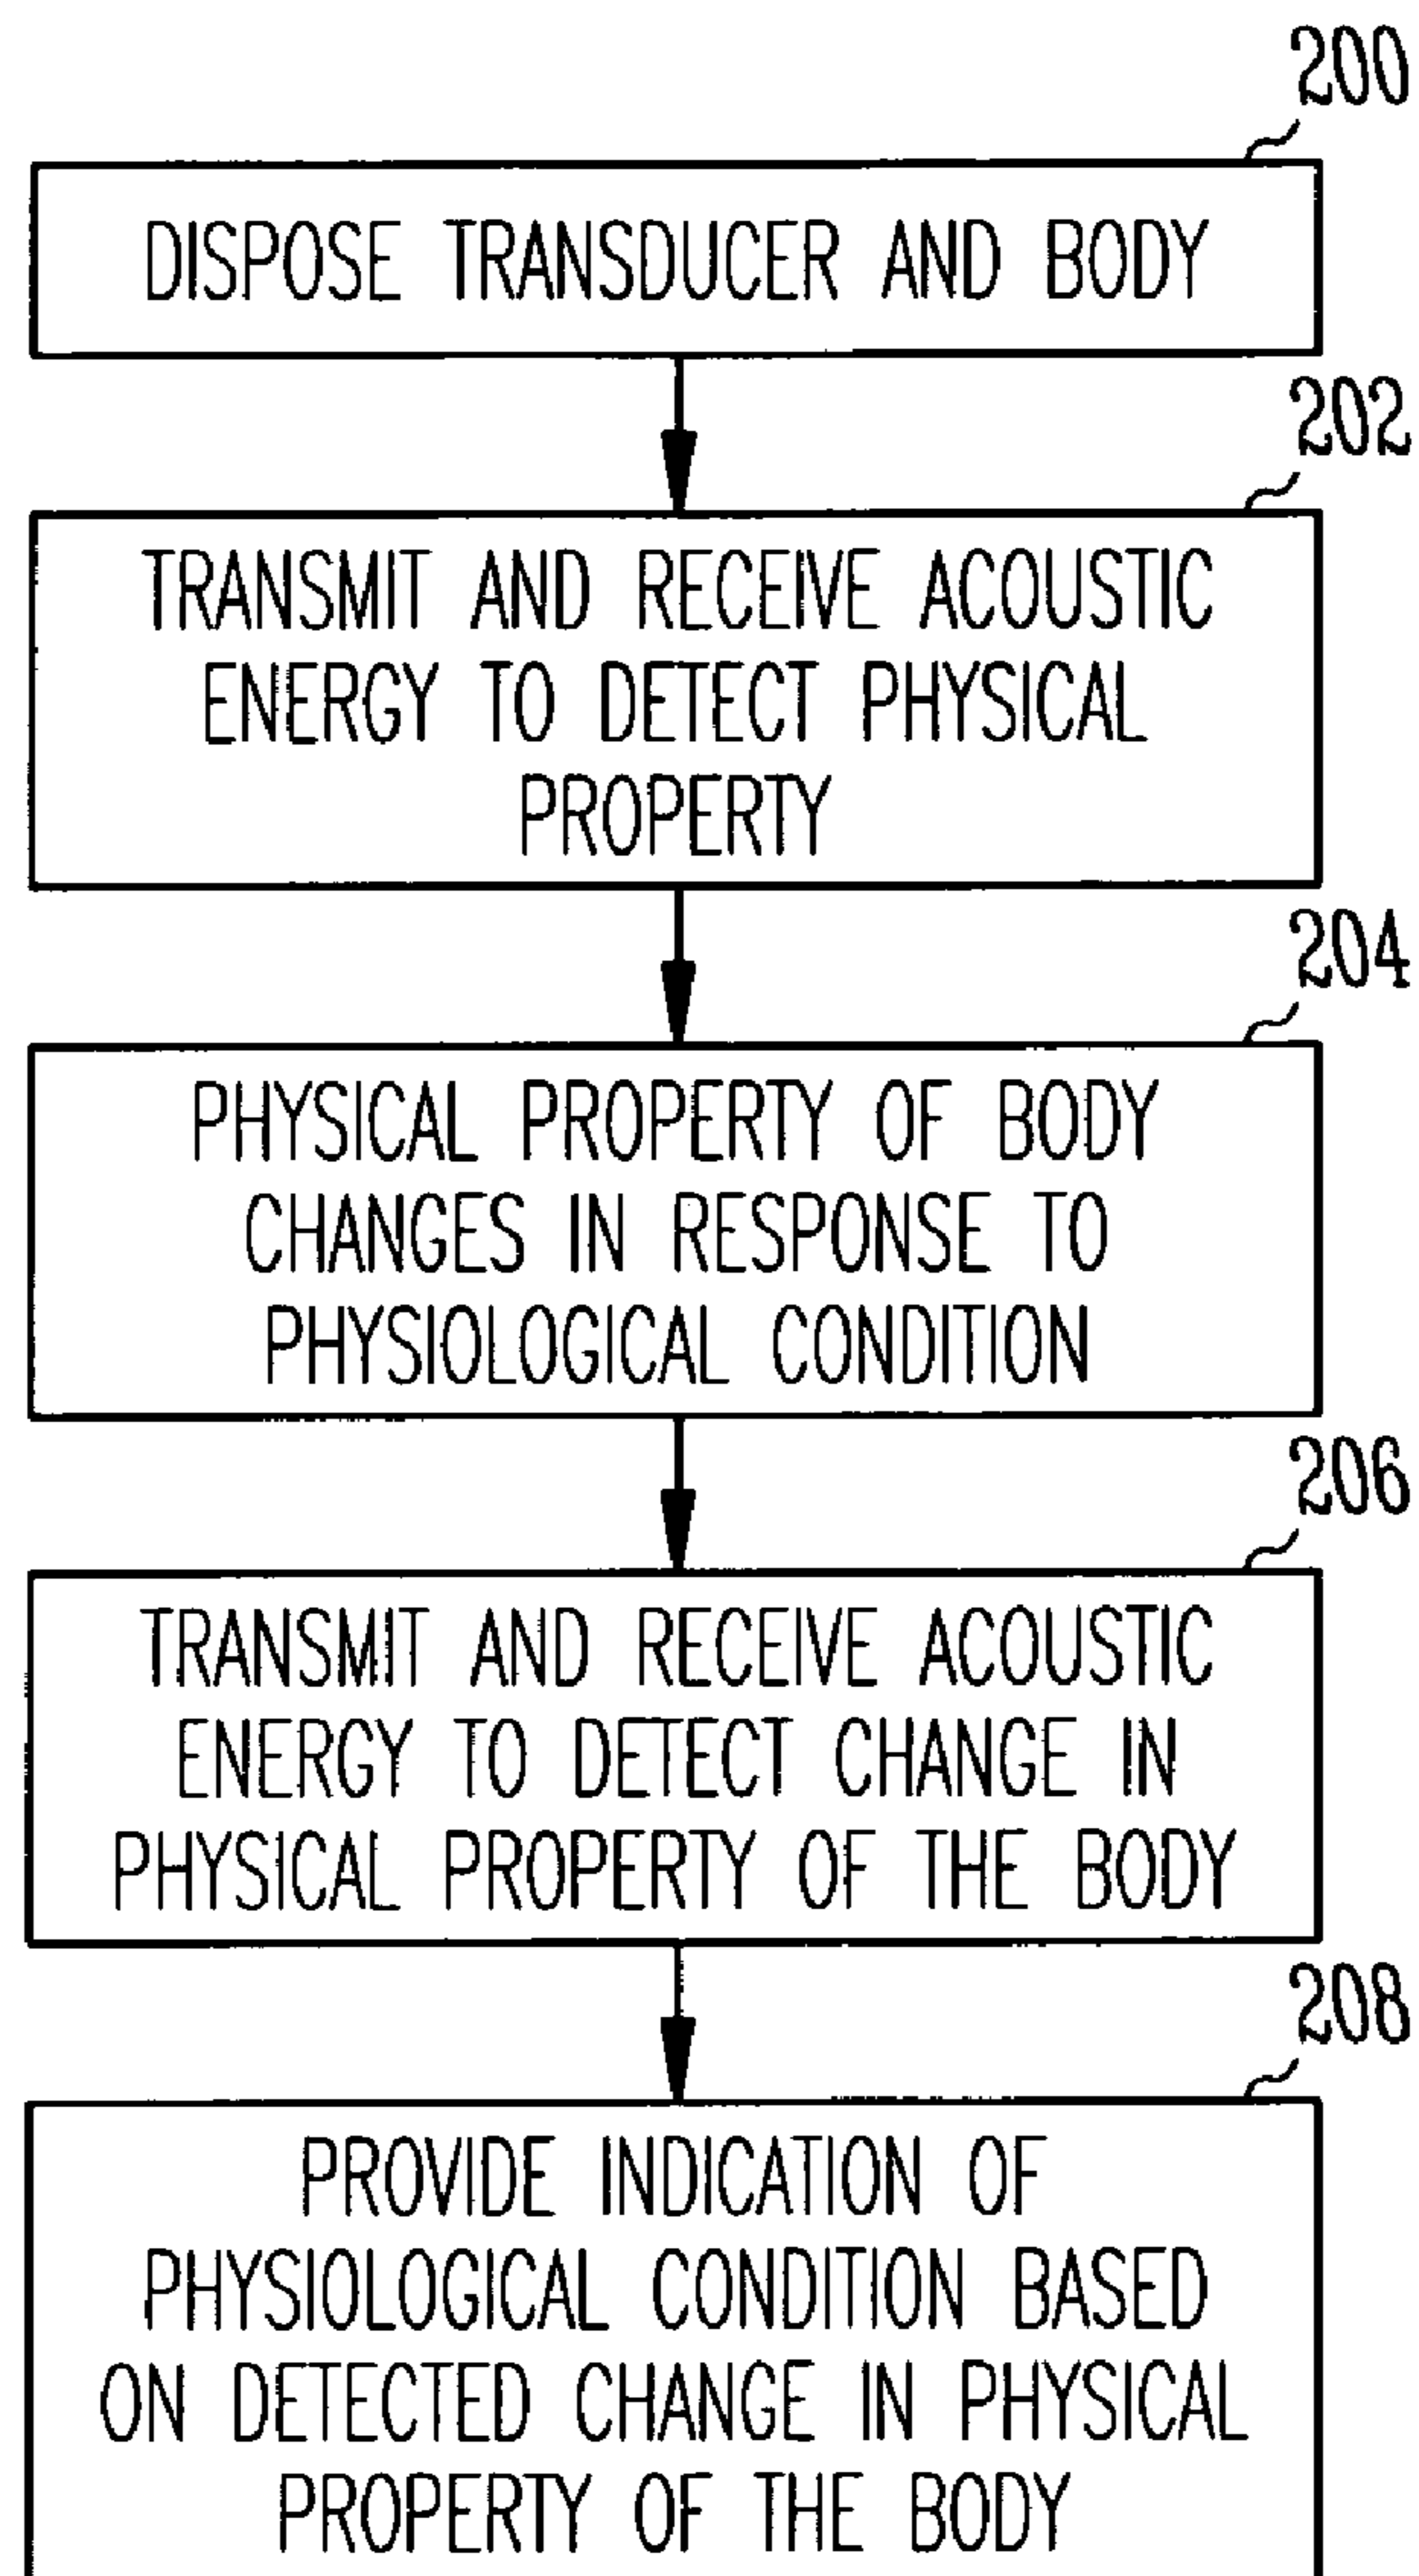 200
DISPOSE TRANSDUCER AND BODY
202
TRANSMIT AND RECEIVE ACOUSTIC
ENERGY TO DETECT PHYSICAL
PROPERTY
204
PHYSICAL PROPERTY OF BODY
CHANGES IN RESPONSE TO
PHYSIOLOGICAL CONDITION
206
TRANSMIT AND RECEIVE ACOUSTIC
ENERGY TO DETECT CHANGE IN
PHYSICAL PROPERTY OF THE BODY
208
PROVIDE INDICATION OF
PHYSIOLOGICAL CONDITION BASED
ON DETECTED CHANGE IN PHYSICAL
PROPERTY OF THE BODY